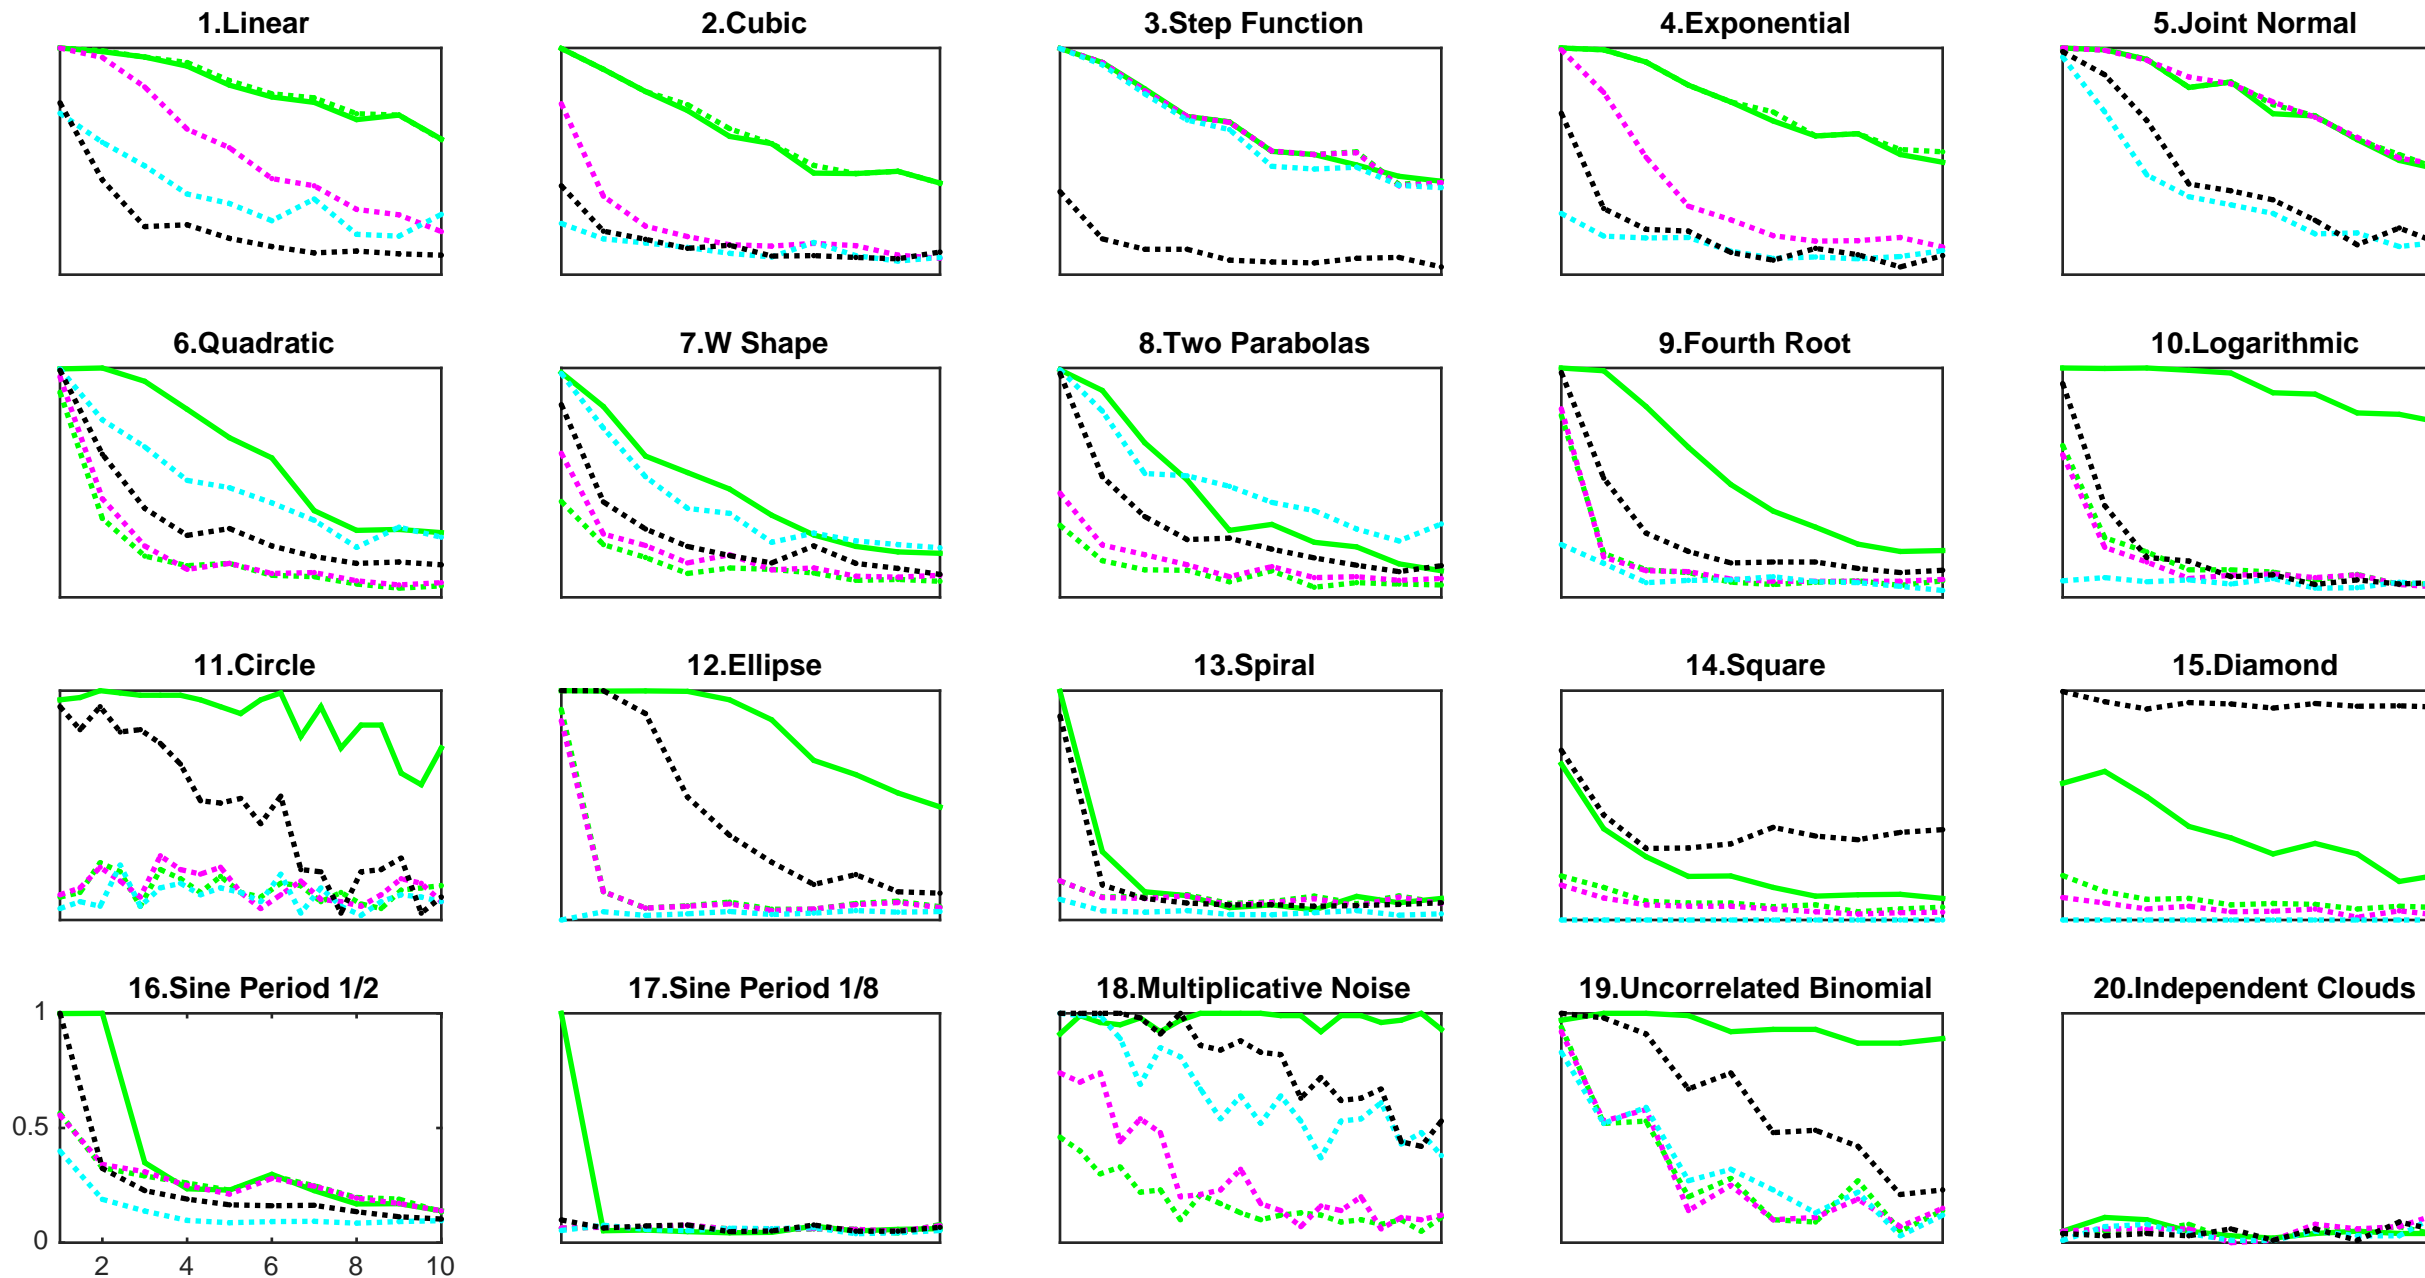 1.Linear
2.Cubic
3.Step Function
4.Exponential
5.Joint Normal
6.Quadratic
7.W Shape
8.Two Parabolas
9.Fourth Root
10.Logarithmic
11.Circle
12.Ellipse
13.Spiral
14.Square
15.Diamond
16.Sine Period 1/2
17.Sine Period 1/8
18.Multiplicative Noise
19.Uncorrelated Binomial
20.Independent Clouds
1
0.5
0
2 4 6 8 10